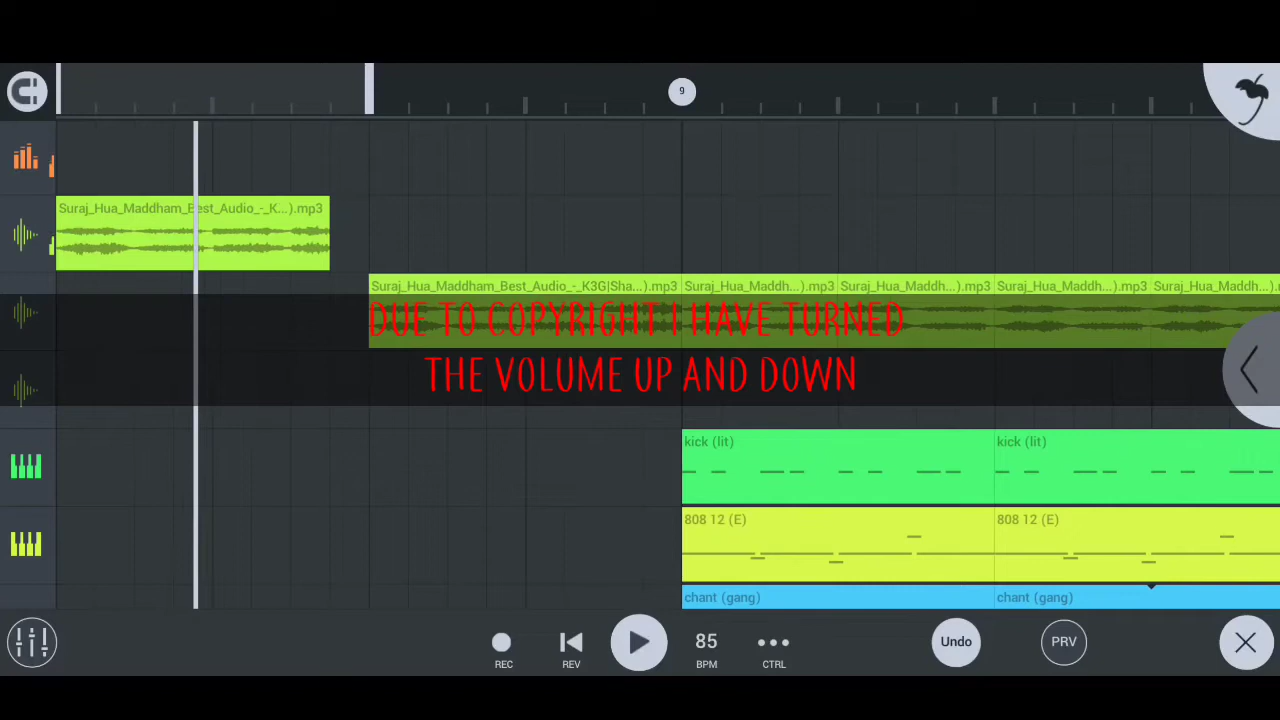 9
Suraj_Hua_Maddham_Best_Audio_-_K...).mp3
Suraj_Hua_Maddham_Best_Audio_-_K3G|Sha...).mp3
Suraj_Hua_Maddh...).mp3
Suraj_Hua_Maddh...).mp3
Suraj_Hua_Maddh...).mp3
Suraj_Hua_Maddh...).
DUE TO COPYRIGHT I HAVE TURNED
THE VOLUME UP AND DOWN
kick (lit)
kick (lit)
808 12 (E)
808 12 (E)
chant (gang)
chant (gang)
REC
REV
85
BPM
CTRL
Undo
PRV